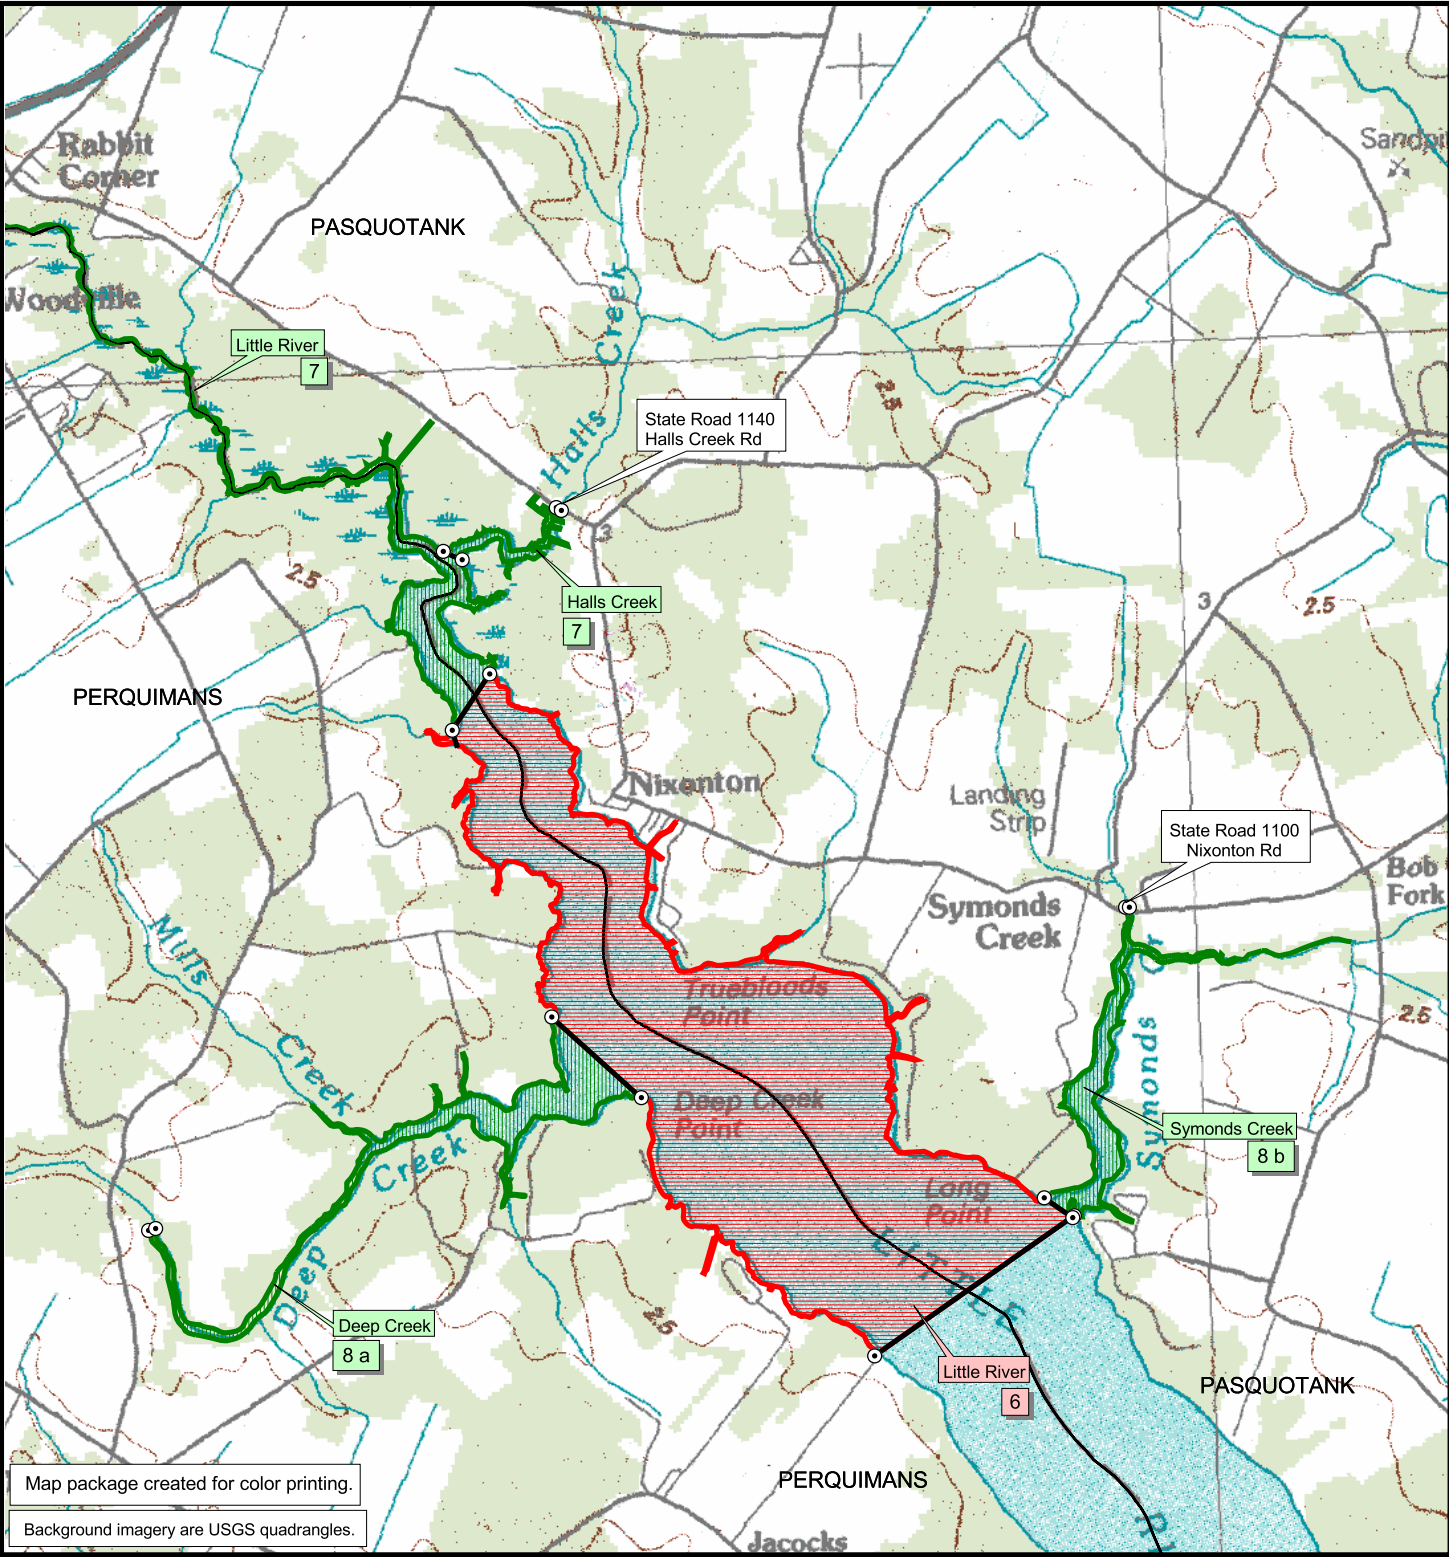 Rabbit
Corner
Sandpi
PASQUOTANK
Woodville
Creek
Little River
7
State Road 1140
Halls Creek Rd
Halls
3
2.5
Halls Creek
7
3
2.5
PERQUIMANS
Nixonton
Landing
Strip
State Road 1100
Nixonton Rd
Bob
Fork
Symonds
Creek
Mills
Cr
Truebloods
Point
2.5
Creek
Symonds
Deep Creek
Point
Symonds Creek
8 b
Creek
Long
Point
Deep
LITTLE
2.5
Deep Creek
8 a
Little River
6
PASQUOTANK
PERQUIMANS
Map package created for color printing.
Background imagery are USGS quadrangles.
Jacocks